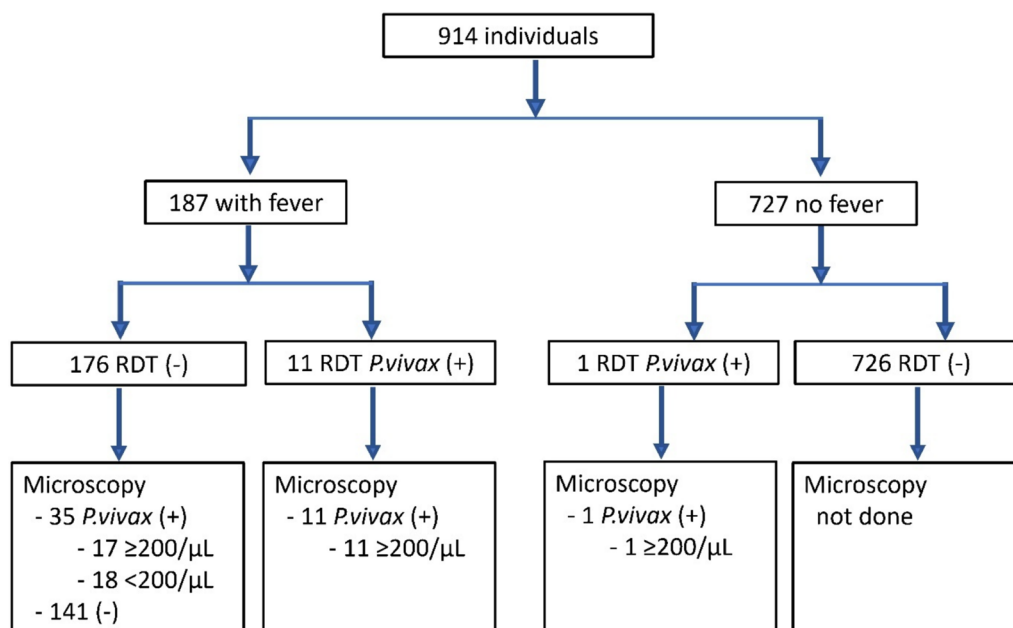 914 individuals
187 with fever
727 no fever
176 RDT (-)
11 RDT P.vivax (+)
1 RDT P.vivax (+)
726 RDT (-)
Microscopy
- 35 P.vivax (+)
- 17 ≥200/µL
- 18 <200/µL
- 141 (-)
Microscopy
- 11 P.vivax (+)
- 11 ≥200/µL
Microscopy
- 1 P.vivax (+)
- 1 ≥200/µL
Microscopy
not done